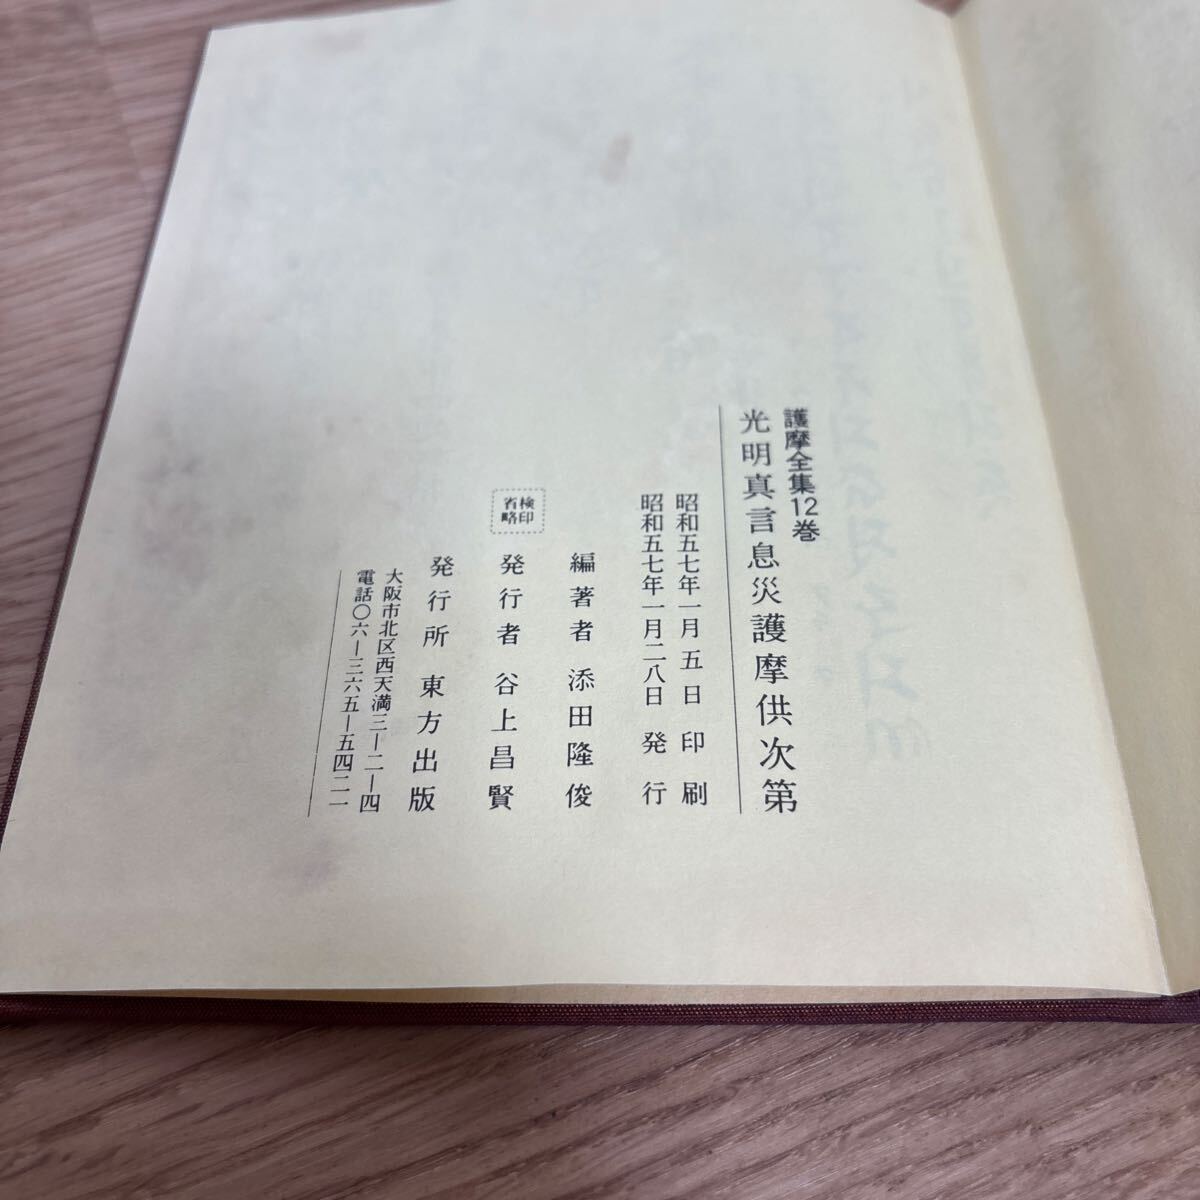 護摩全集12巻
光明真言息災護摩供次第
昭和五七年一月五日印刷
昭和五七年一月二八日発行
編著者 添田隆俊
検印
省略
発行者 谷上昌賢
発行所 東方出版
大阪市北区西天満三―二―四
電話〇六―三六五―五四二一